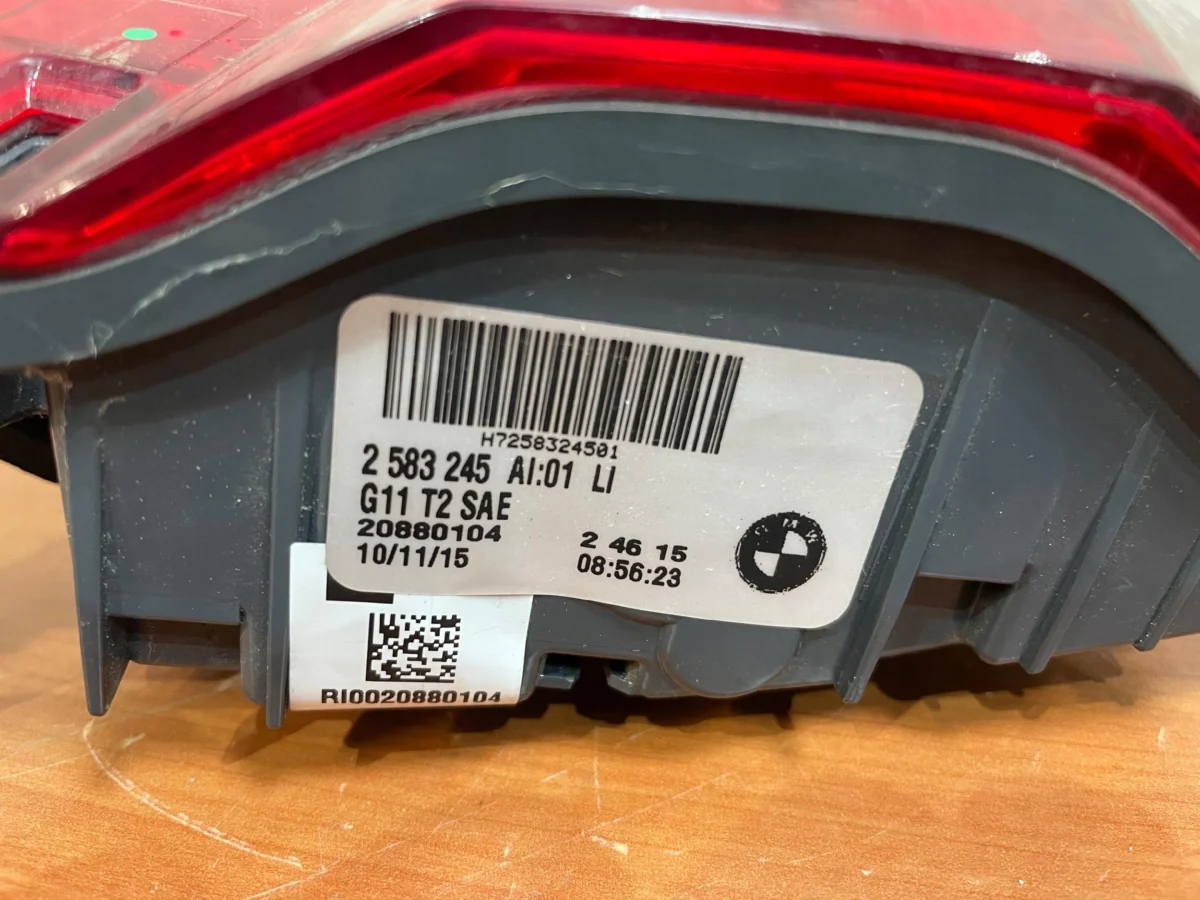 H7258324501
2 583 245 AI:01 LI
G11 T2 SAE
20880104
10/11/15
2 46 15
08:56:23
BMW
RI0020880104